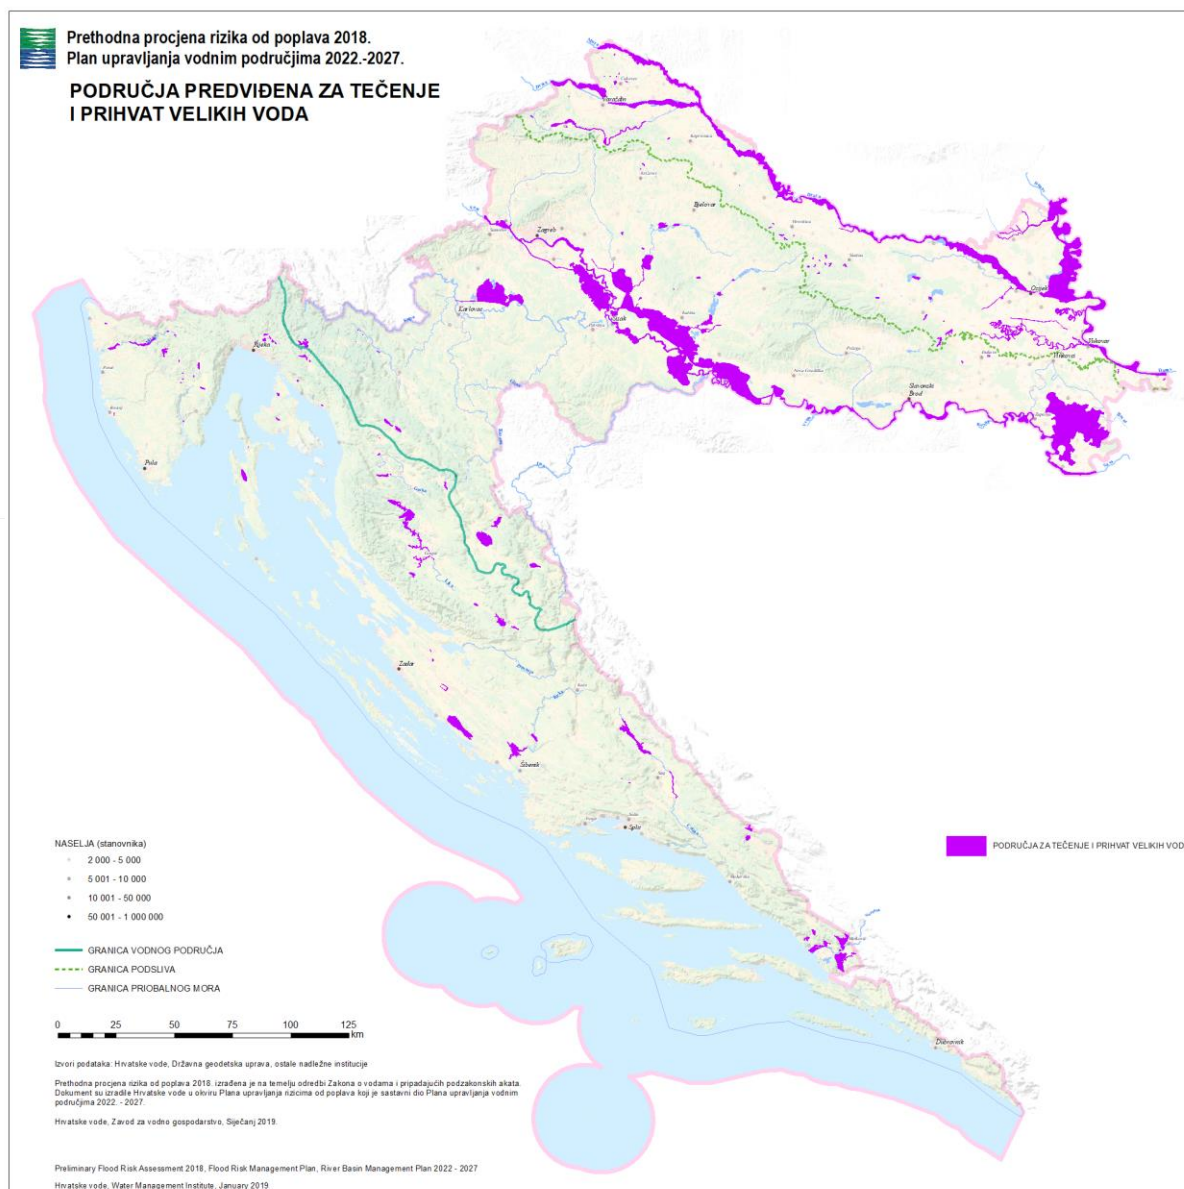 Prethodna procjena rizika od poplava 2018.
Plan upravljanja vodnim područjima 2022.-2027.
PODRUČJA PREDVIĐENA ZA TEČENJE
I PRIHVAT VELIKIH VODA
Varaždin
Bjelovar
Zagreb
Karlovac
Sisak
Osijek
Vukovar
Slavonski
Brod
Rijeka
Pula
Zadar
Šibenik
Split
Dubrovnik
PODRUČJA ZA TEČENJE I PRIHVAT VELIKIH VODA
NASELJA (stanovnika)
2 000 - 5 000
5 001 - 10 000
10 001 - 50 000
50 001 - 1 000 000
GRANICA VODNOG PODRUČJA
GRANICA PODSLIVA
GRANICA PRIOBALNOG MORA
0 25 50 75 100 125
km
Izvori podataka: Hrvatske vode, Državna geodetska uprava, ostale nadležne institucije
Prethodna procjena rizika od poplava 2018. izrađena je na temelju odredbi Zakona o vodama i pripadajućih podzakonskih akata.
Dokument su izradile Hrvatske vode u okviru Plana upravljanja rizicima od poplava koji je sastavni dio Plana upravljanja vodnim
područjima 2022. - 2027.
Hrvatske vode, Zavod za vodno gospodarstvo, Siječanj 2019.
Preliminary Flood Risk Assessment 2018, Flood Risk Management Plan, River Basin Management Plan 2022 - 2027
Hrvatske vode, Water Management Institute, January 2019